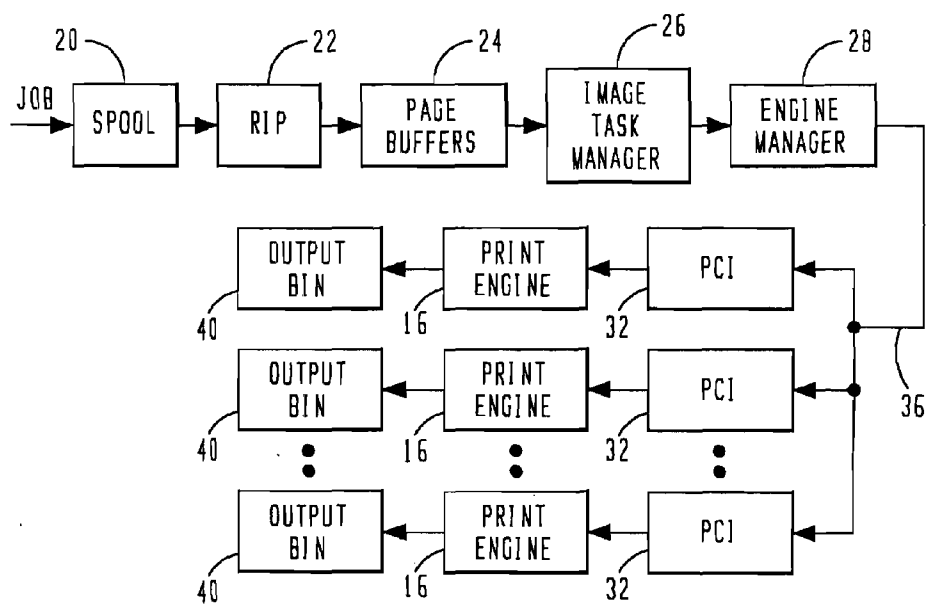 20
22
24
26
28
JOB
SPOOL
RIP
PAGE
BUFFERS
IMAGE
TASK
MANAGER
ENGINE
MANAGER
OUTPUT
BIN
PRINT
ENGINE
PCI
40
16
32
36
OUTPUT
BIN
PRINT
ENGINE
PCI
40
16
32
OUTPUT
BIN
PRINT
ENGINE
PCI
40
16
32